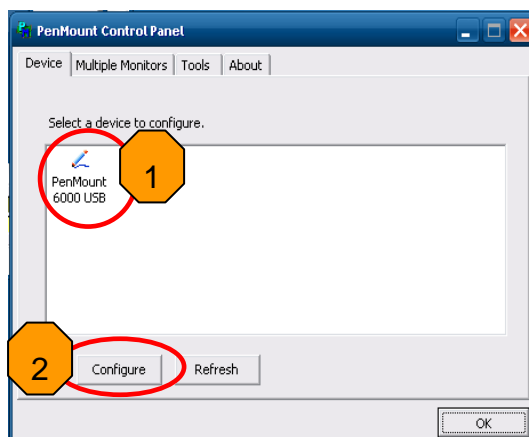 PenMount Control Panel
Device Multiple Monitors Tools About
Select a device to configure.
1
PenMount
6000 USB
2 Configure Refresh
OK